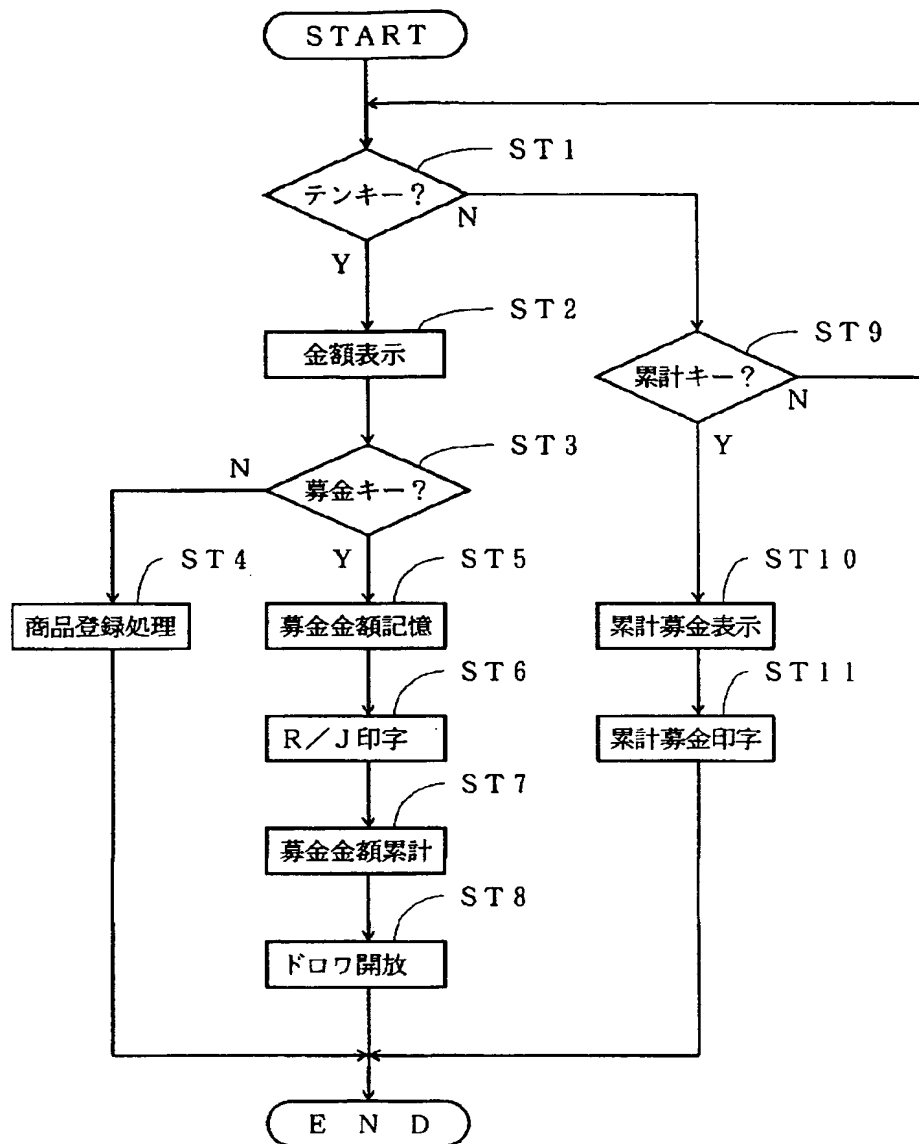 START
ST1
テンキー？
N
Y
ST2
金額表示
ST9
累計キー？
N
Y
ST3
募金キー？
N
Y
ST4
商品登録処理
ST5
募金金額記憶
ST10
累計募金表示
ST6
R／J印字
ST11
累計募金印字
ST7
募金金額累計
ST8
ドロワ開放
END